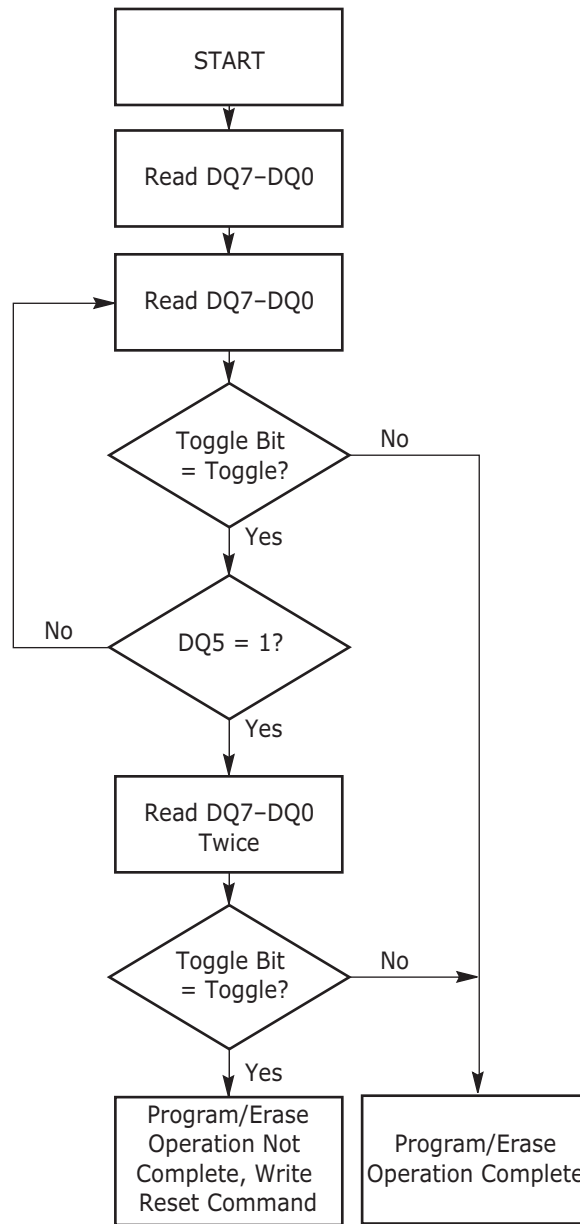 START
Read DQ7–DQ0
Read DQ7–DQ0
Toggle Bit
= Toggle?
No
Yes
No
DQ5 = 1?
Yes
Read DQ7–DQ0
Twice
Toggle Bit
= Toggle?
No
Yes
Program/Erase
Operation Not
Complete, Write
Reset Command
Program/Erase
Operation Complete